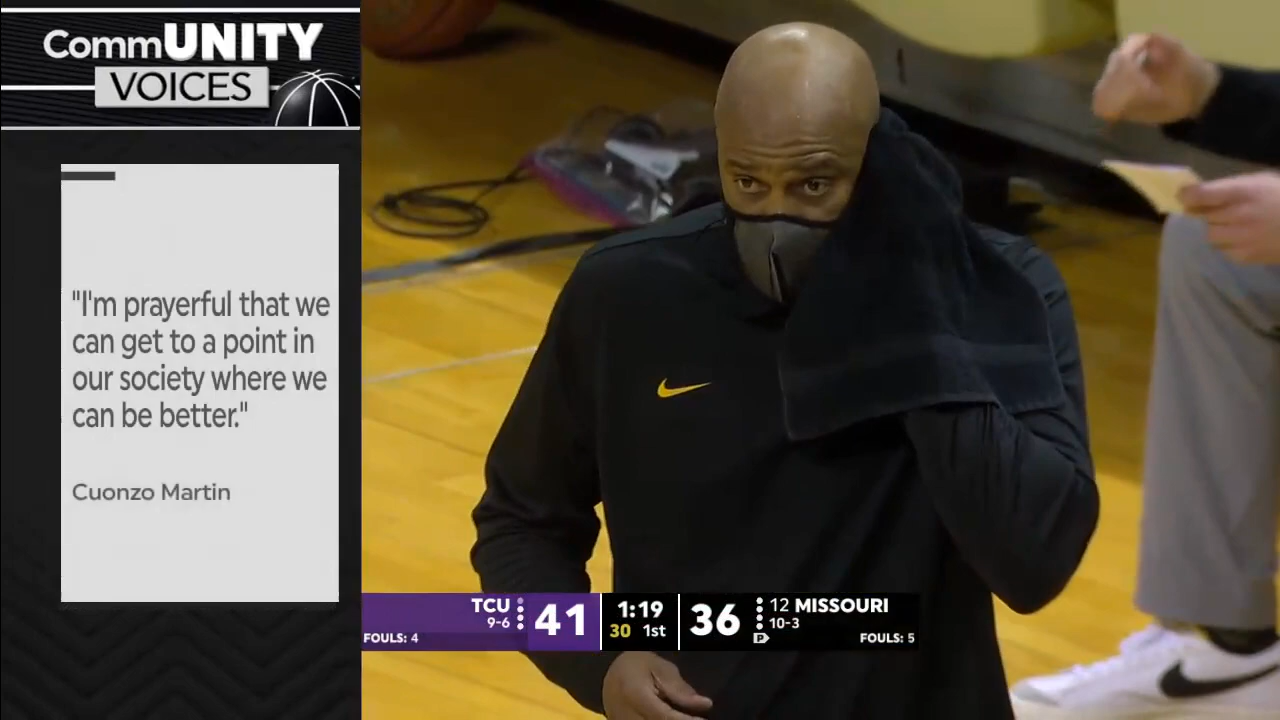 CommUNITY
VOICES
"I'm prayerful that we
can get to a point in
our society where we
can be better."
Cuonzo Martin
TCU 41 1:19 36 12 MISSOURI
9-6 30 1st 10-3
FOULS: 4 P FOULS: 5